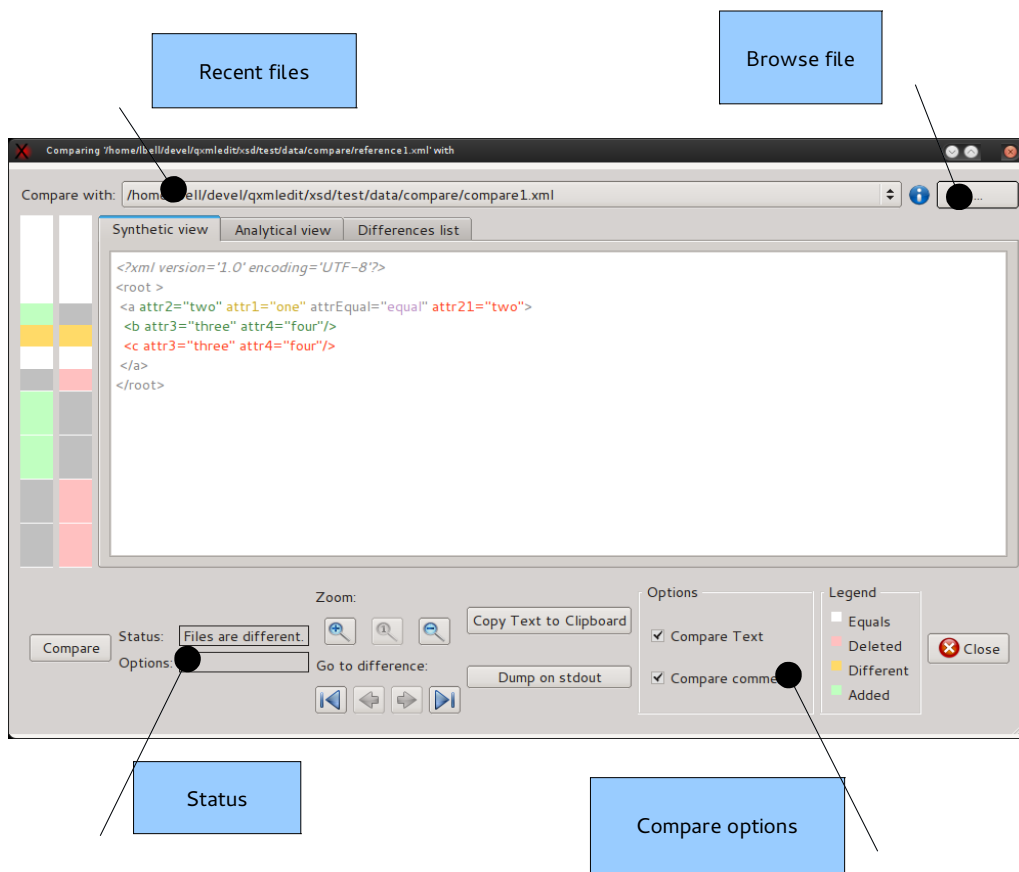 Recent files
Browse file
Comparing '/home/lbell/devel/qxmledit/xsd/test/data/compare/reference1.xml' with
Compare with: /home ell/devel/qxmledit/xsd/test/data/compare/compare1.xml ...
Synthetic view Analytical view Differences list
<?xml version='1.0' encoding='UTF-8'?>
<root >
<a attr2="two" attr1="one" attrEqual="equal" attr21="two">
<b attr3="three" attr4="four"/>
<c attr3="three" attr4="four"/>
</a>
</root>
Zoom:
Options
Legend
Compare
Status: Files are different.
Options:
Go to difference:
Copy Text to Clipboard
Dump on stdout
Compare Text
Compare comme
Equals
Deleted
Different
Added
Close
Status
Compare options